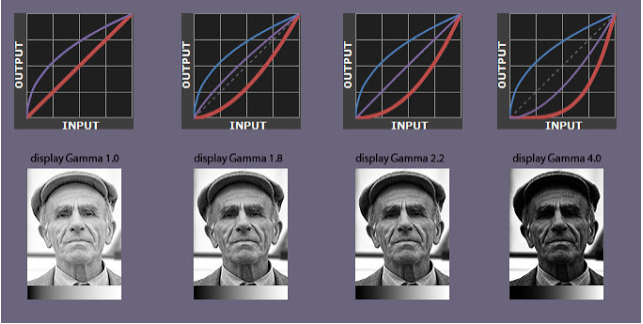 OUTPUT
INPUT
OUTPUT
INPUT
OUTPUT
INPUT
OUTPUT
INPUT
display Gamma 1.0
display Gamma 1.8
display Gamma 2.2
display Gamma 4.0